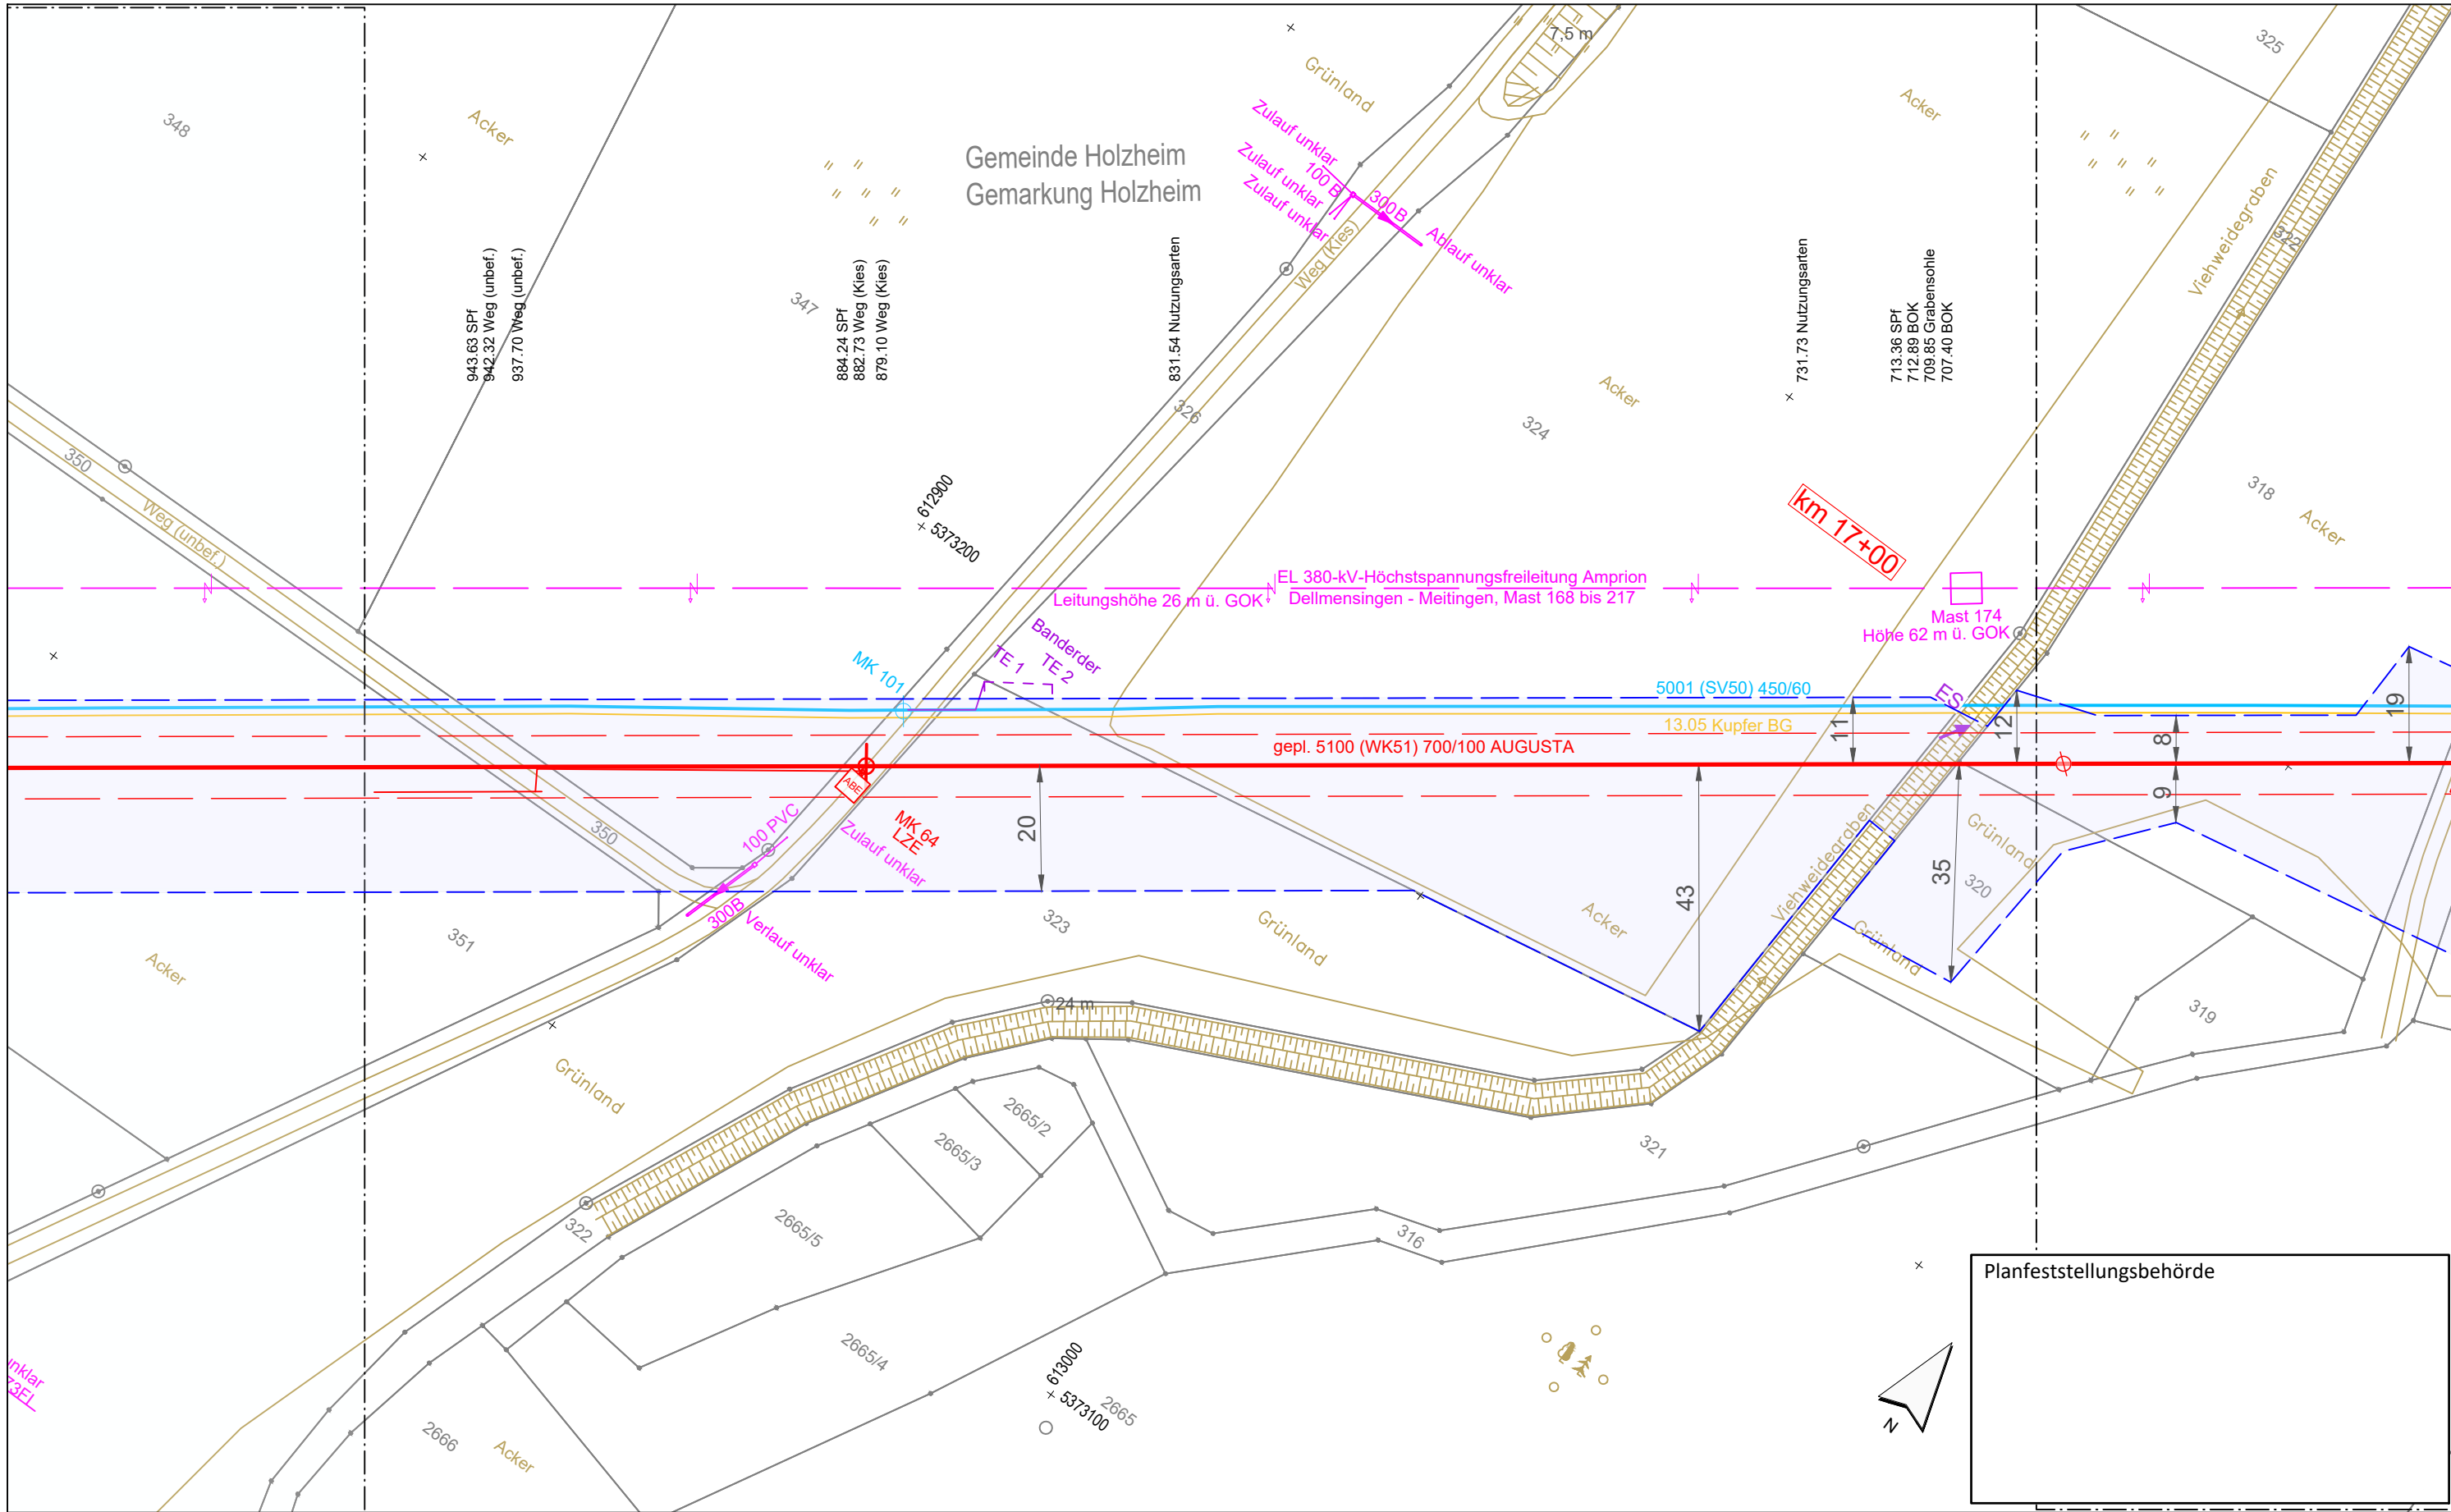 7,5 m
325
Grünland
Acker
Acker
348
Zulauf unklar
100 B
Zulauf unklar
Zulauf unklar
300B
Ablauf unklar
Weg (Kies)
Gemeinde Holzheim
Gemarkung Holzheim
Viehweidegraben
322
943.63 SPf
942.32 Weg (unbef.)
937.70 Weg (unbef.)
347
884.24 SPf
882.73 Weg (Kies)
879.10 Weg (Kies)
831.54 Nutzungsarten
731.73 Nutzungsarten
713.36 SPf
712.89 BOK
709.85 Grabensohle
707.40 BOK
326
Acker
324
350
Weg (unbef.)
612900
5373200
km 17+00
318
Acker
EL 380-kV-Höchstspannungsfreileitung Amprion
Leitungshöhe 26 m ü. GOK
Dellmensingen - Meitingen, Mast 168 bis 217
Mast 174
Höhe 62 m ü. GOK
Banderder
TE 1
TE 2
MK 101
5001 (SV50) 450/60
ES
13.05 Kupfer BG
11
12
19
8
gepl. 5100 (WK51) 700/100 AUGUSTA
ABE
9
MK 64
LZE
100 PVC
Zulauf unklar
350
20
43
35
Viehweidegraben
Grünland
320
300B
Verlauf unklar
323
Grünland
Acker
Grünland
351
Acker
24 m
319
Grünland
2665/2
2665/3
321
322
2665/5
316
Planfeststellungsbehörde
2665/4
613000
5373100
2665
unklar
73EL
2666
Acker
N